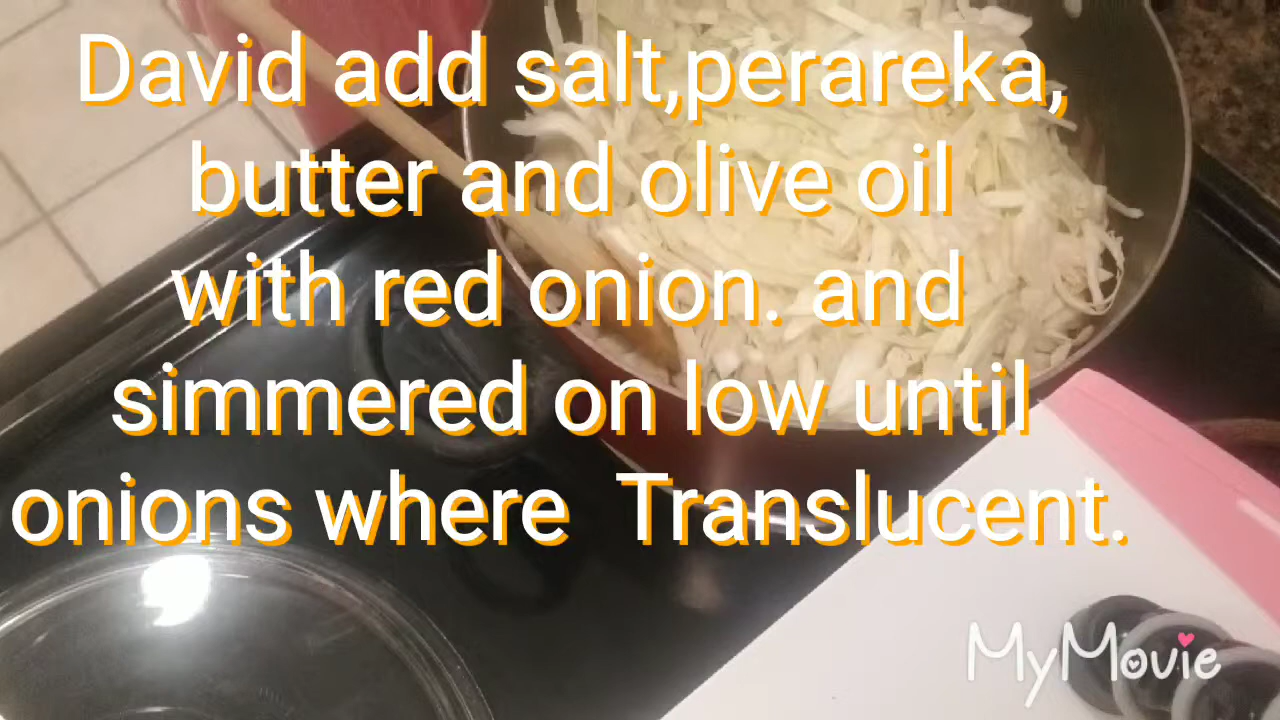 David add salt,perareka,
butter and olive oil
with red onion. and
simmered on low until
onions where  Translucent.
MyMovie